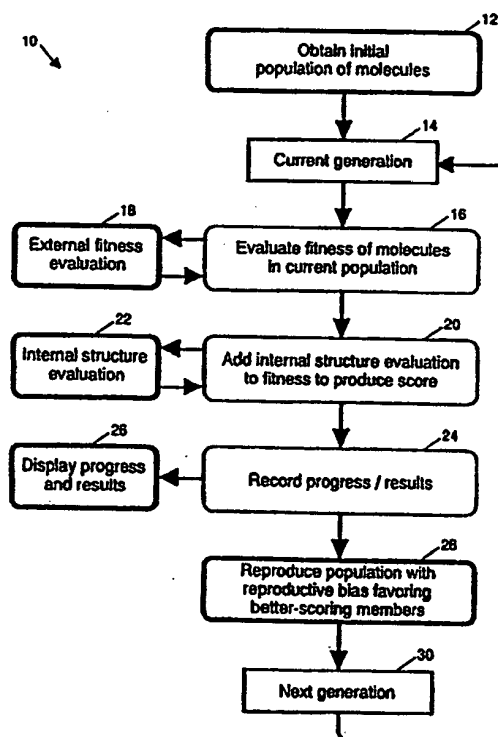 10
12
Obtain initial
population of molecules
14
Current generation
18
External fitness
evaluation
16
Evaluate fitness of molecules
in current population
22
Internal structure
evaluation
20
Add internal structure evaluation
to fitness to produce score
26
Display progress
and results
24
Record progress / results
28
Reproduce population with
reproductive bias favoring
better-scoring members
30
Next generation